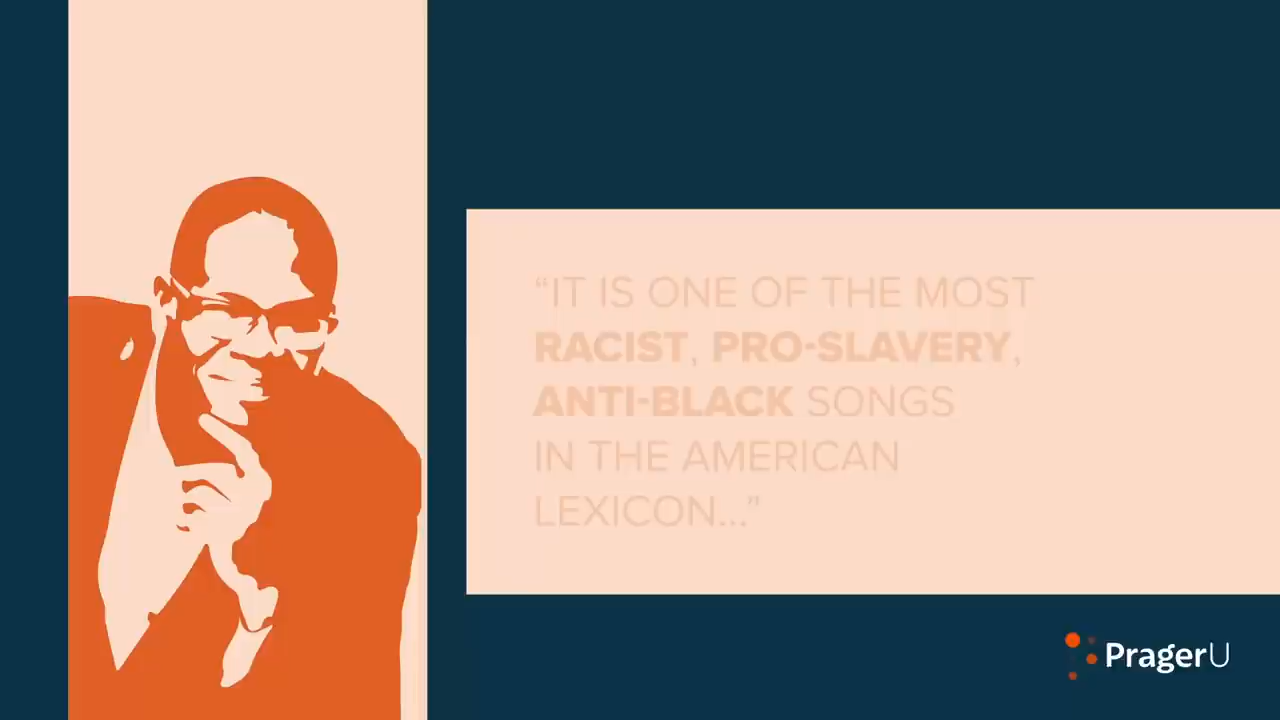 “IT IS ONE OF THE MOST
RACIST, PRO-SLAVERY,
ANTI-BLACK SONGS
IN THE AMERICAN
LEXICON...”
PragerU